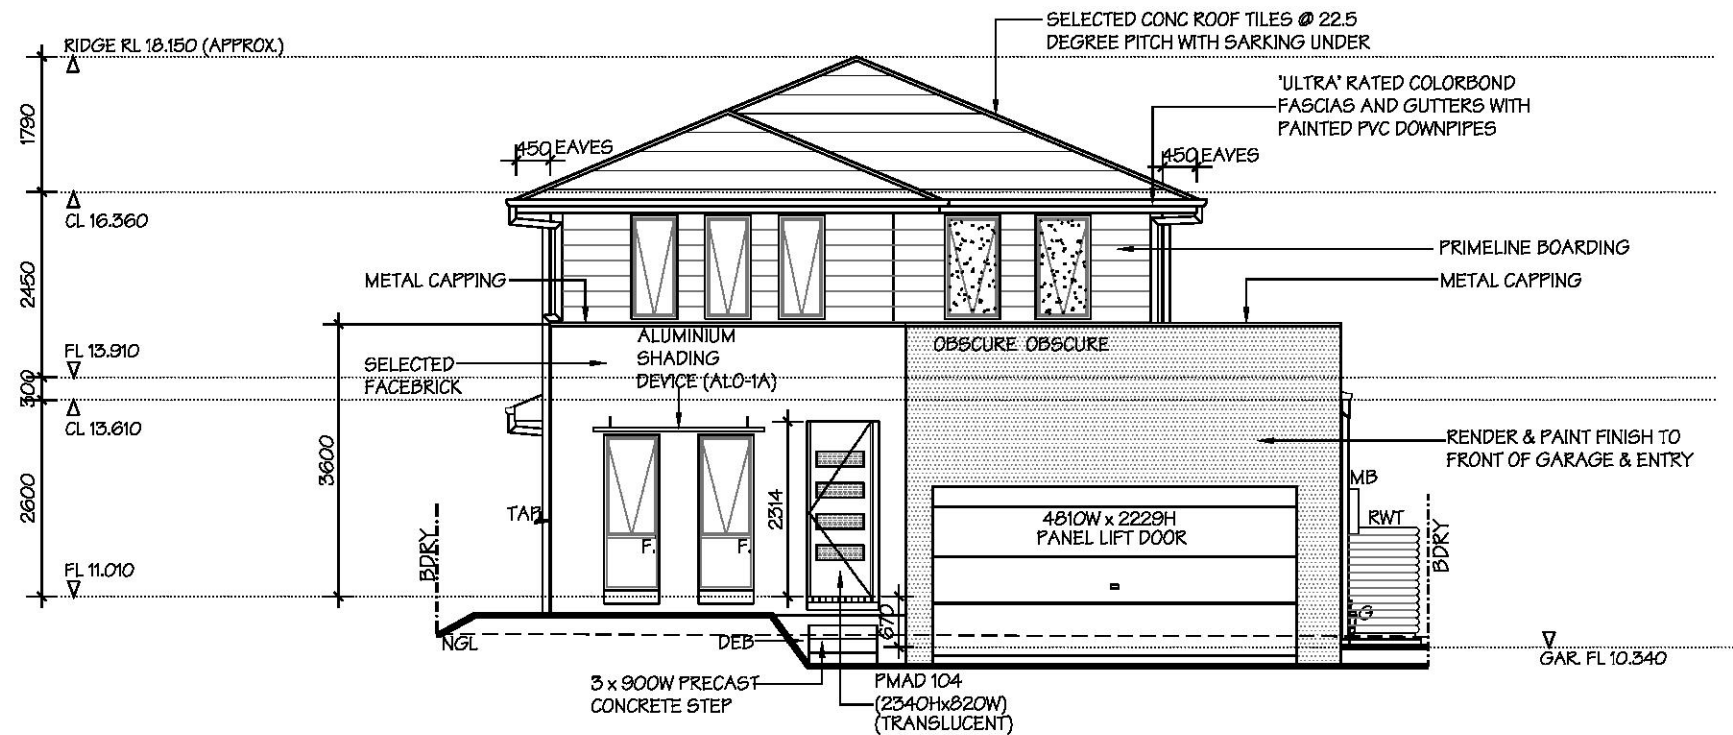 SELECTED CONC ROOF TILES @ 22.5
DEGREE PITCH WITH SARKING UNDER
RIDGE RL 18.150 (APPROX.)
'ULTRA' RATED COLORBOND
FASCIAS AND GUTTERS WITH
PAINTED PVC DOWNPIPES
1790
450 EAVES
450 EAVES
CL 16.360
PRIMELINE BOARDING
METAL CAPPING
METAL CAPPING
2450
ALUMINIUM
SHADING
DEVICE (ALO-1A)
OBSCURE OBSCURE
FL 13.910
SELECTED
FACEBRICK
300
CL 13.610
RENDER & PAINT FINISH TO
FRONT OF GARAGE & ENTRY
3600
2600
2314
MB
TAP
4810W x 2229H
PANEL LIFT DOOR
RWT
F.
F.
BDRY
BDRY
FL 11.010
670
G
NGL
DEB
GAR. FL 10.340
3 x 900W PRECAST
CONCRETE STEP
PMAD 104
(2340Hx820W)
(TRANSLUCENT)